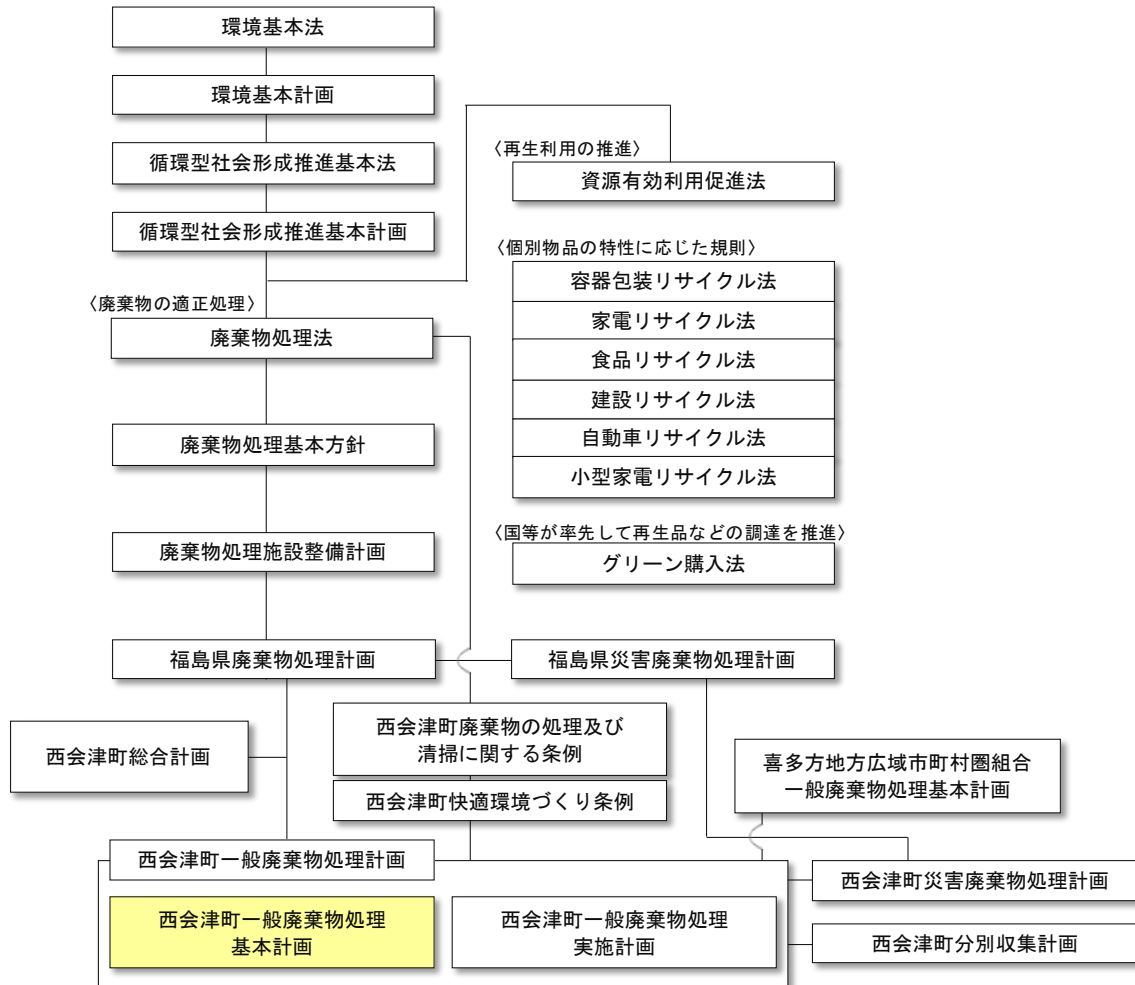 環境基本法
環境基本計画
循環型社会形成推進基本法
循環型社会形成推進基本計画
〈廃棄物の適正処理〉
廃棄物処理法
廃棄物処理基本方針
廃棄物処理施設整備計画
〈再生利用の推進〉
資源有効利用促進法
〈個別物品の特性に応じた規則〉
容器包装リサイクル法
家電リサイクル法
食品リサイクル法
建設リサイクル法
自動車リサイクル法
小型家電リサイクル法
〈国等が率先して再生品などの調達を推進〉
グリーン購入法
福島県廃棄物処理計画
福島県災害廃棄物処理計画
西会津町総合計画
西会津町廃棄物の処理及び
清掃に関する条例
西会津町快適環境づくり条例
喜多方地方広域市町村圏組合
一般廃棄物処理基本計画
西会津町一般廃棄物処理計画
西会津町一般廃棄物処理
基本計画
西会津町一般廃棄物処理
実施計画
西会津町災害廃棄物処理計画
西会津町分別収集計画